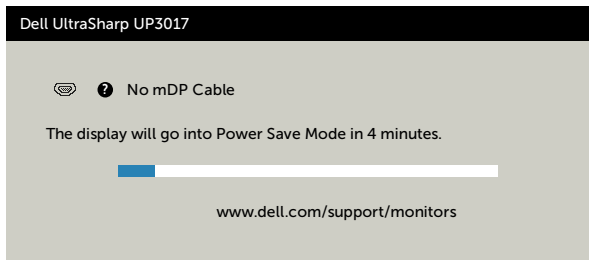 Dell UltraSharp UP3017
? No mDP Cable
The display will go into Power Save Mode in 4 minutes.
www.dell.com/support/monitors